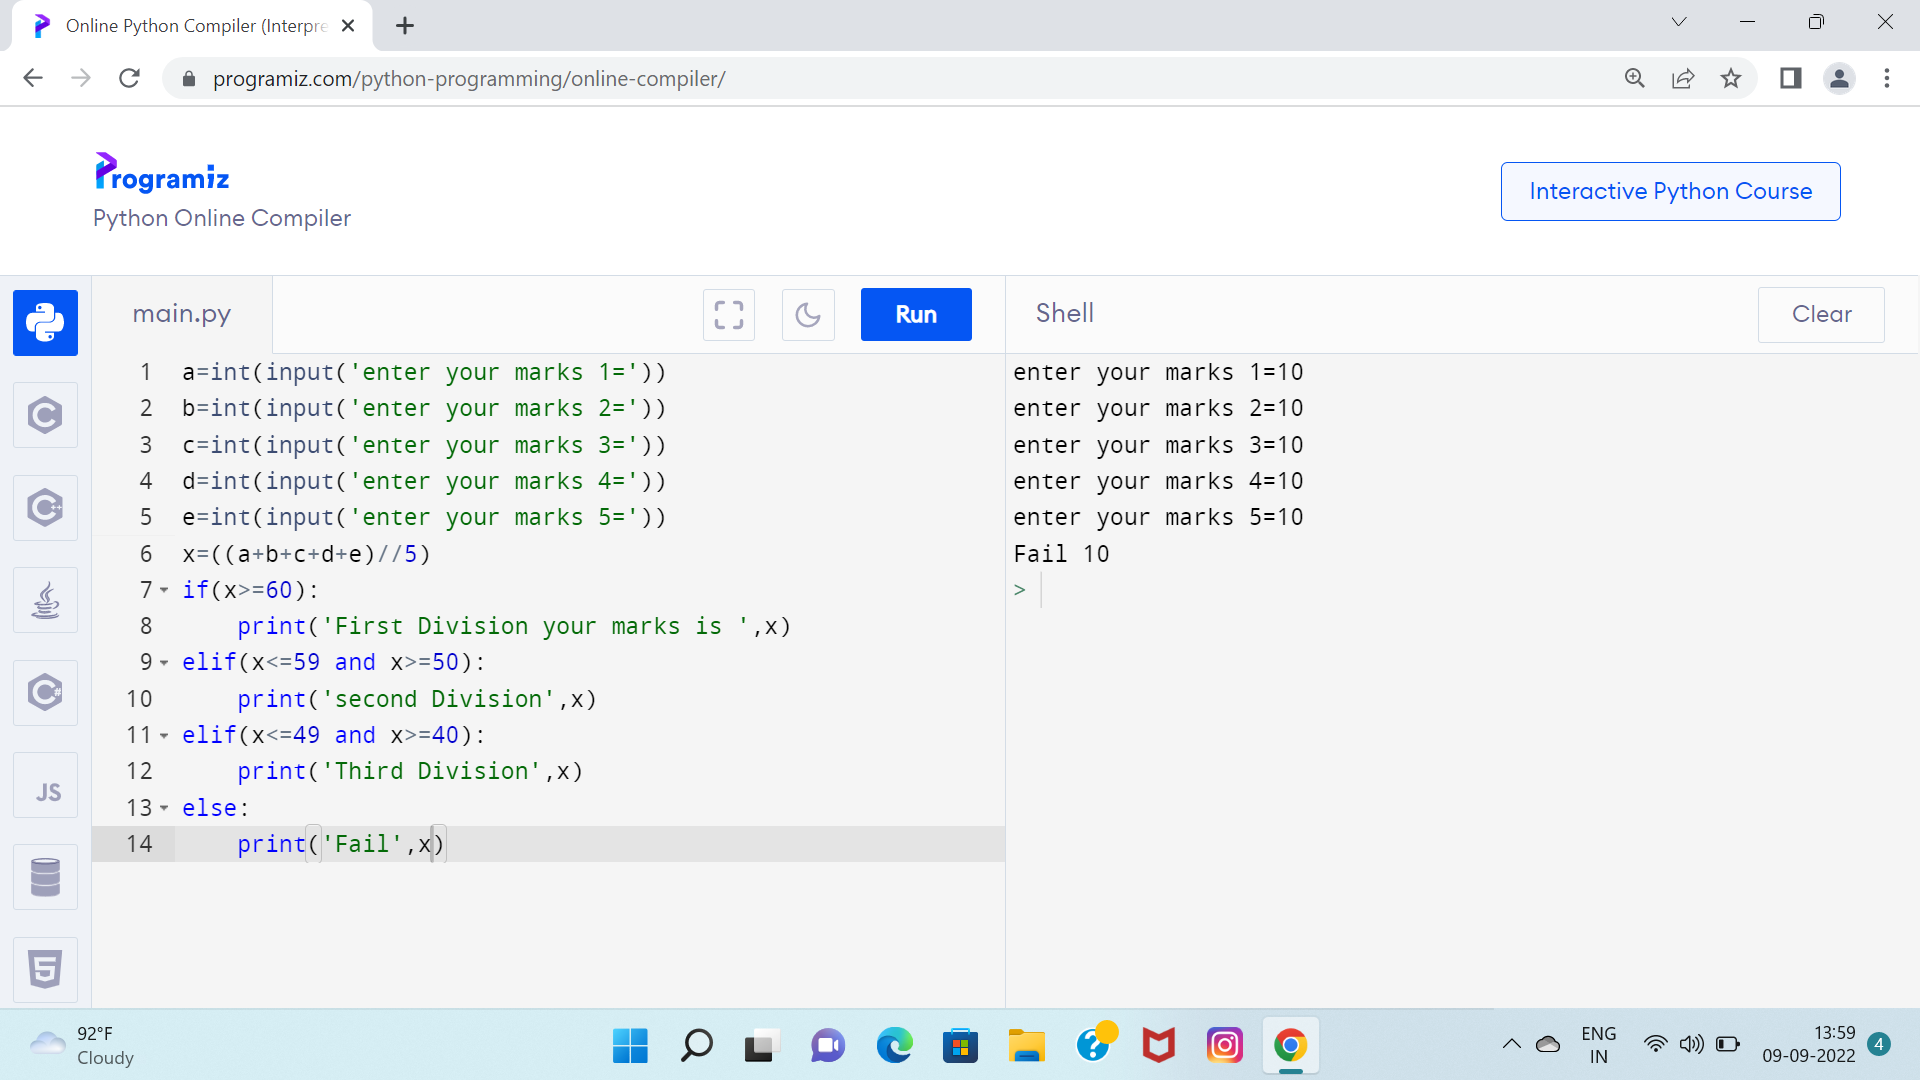 Online Python Compiler (Interpre
programiz.com/python-programming/online-compiler/
Programiz
Python Online Compiler
Interactive Python Course
main.py
Run
Shell
Clear
1 a=int(input('enter your marks 1='))
2 b=int(input('enter your marks 2='))
3 c=int(input('enter your marks 3='))
4 d=int(input('enter your marks 4='))
5 e=int(input('enter your marks 5='))
6 x=((a+b+c+d+e)//5)
7 if(x>=60):
8     print('First Division your marks is ',x)
9 elif(x<=59 and x>=50):
10     print('second Division',x)
11 elif(x<=49 and x>=40):
12     print('Third Division',x)
13 else:
14     print('Fail',x)
enter your marks 1=10
enter your marks 2=10
enter your marks 3=10
enter your marks 4=10
enter your marks 5=10
Fail 10
>
C
C++
C#
JS
5
92°F
Cloudy
ENG
IN
13:59
09-09-2022
4